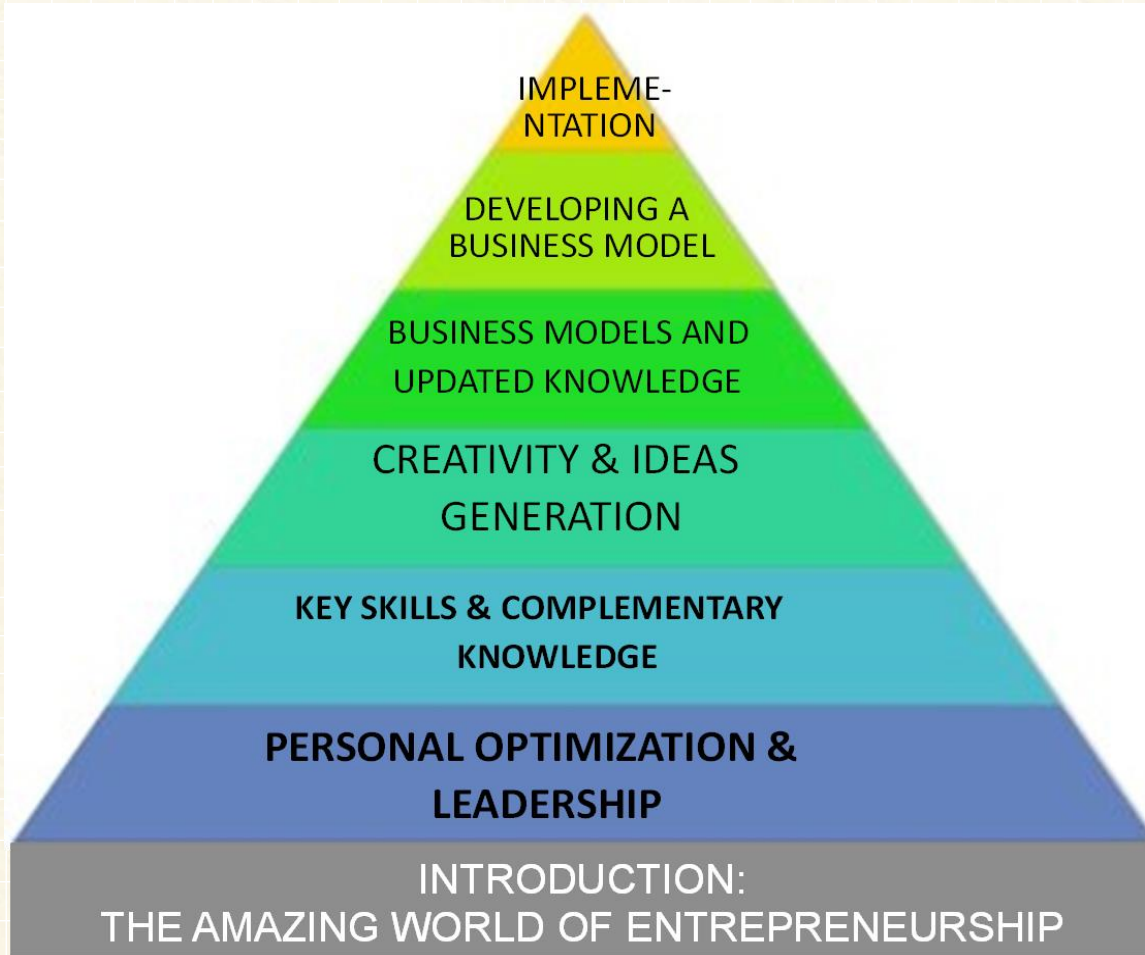 IMPLEME-
NTATION
DEVELOPING A
BUSINESS MODEL
BUSINESS MODELS AND
UPDATED KNOWLEDGE
CREATIVITY & IDEAS
GENERATION
KEY SKILLS & COMPLEMENTARY
KNOWLEDGE
PERSONAL OPTIMIZATION &
LEADERSHIP
INTRODUCTION:
THE AMAZING WORLD OF ENTREPRENEURSHIP